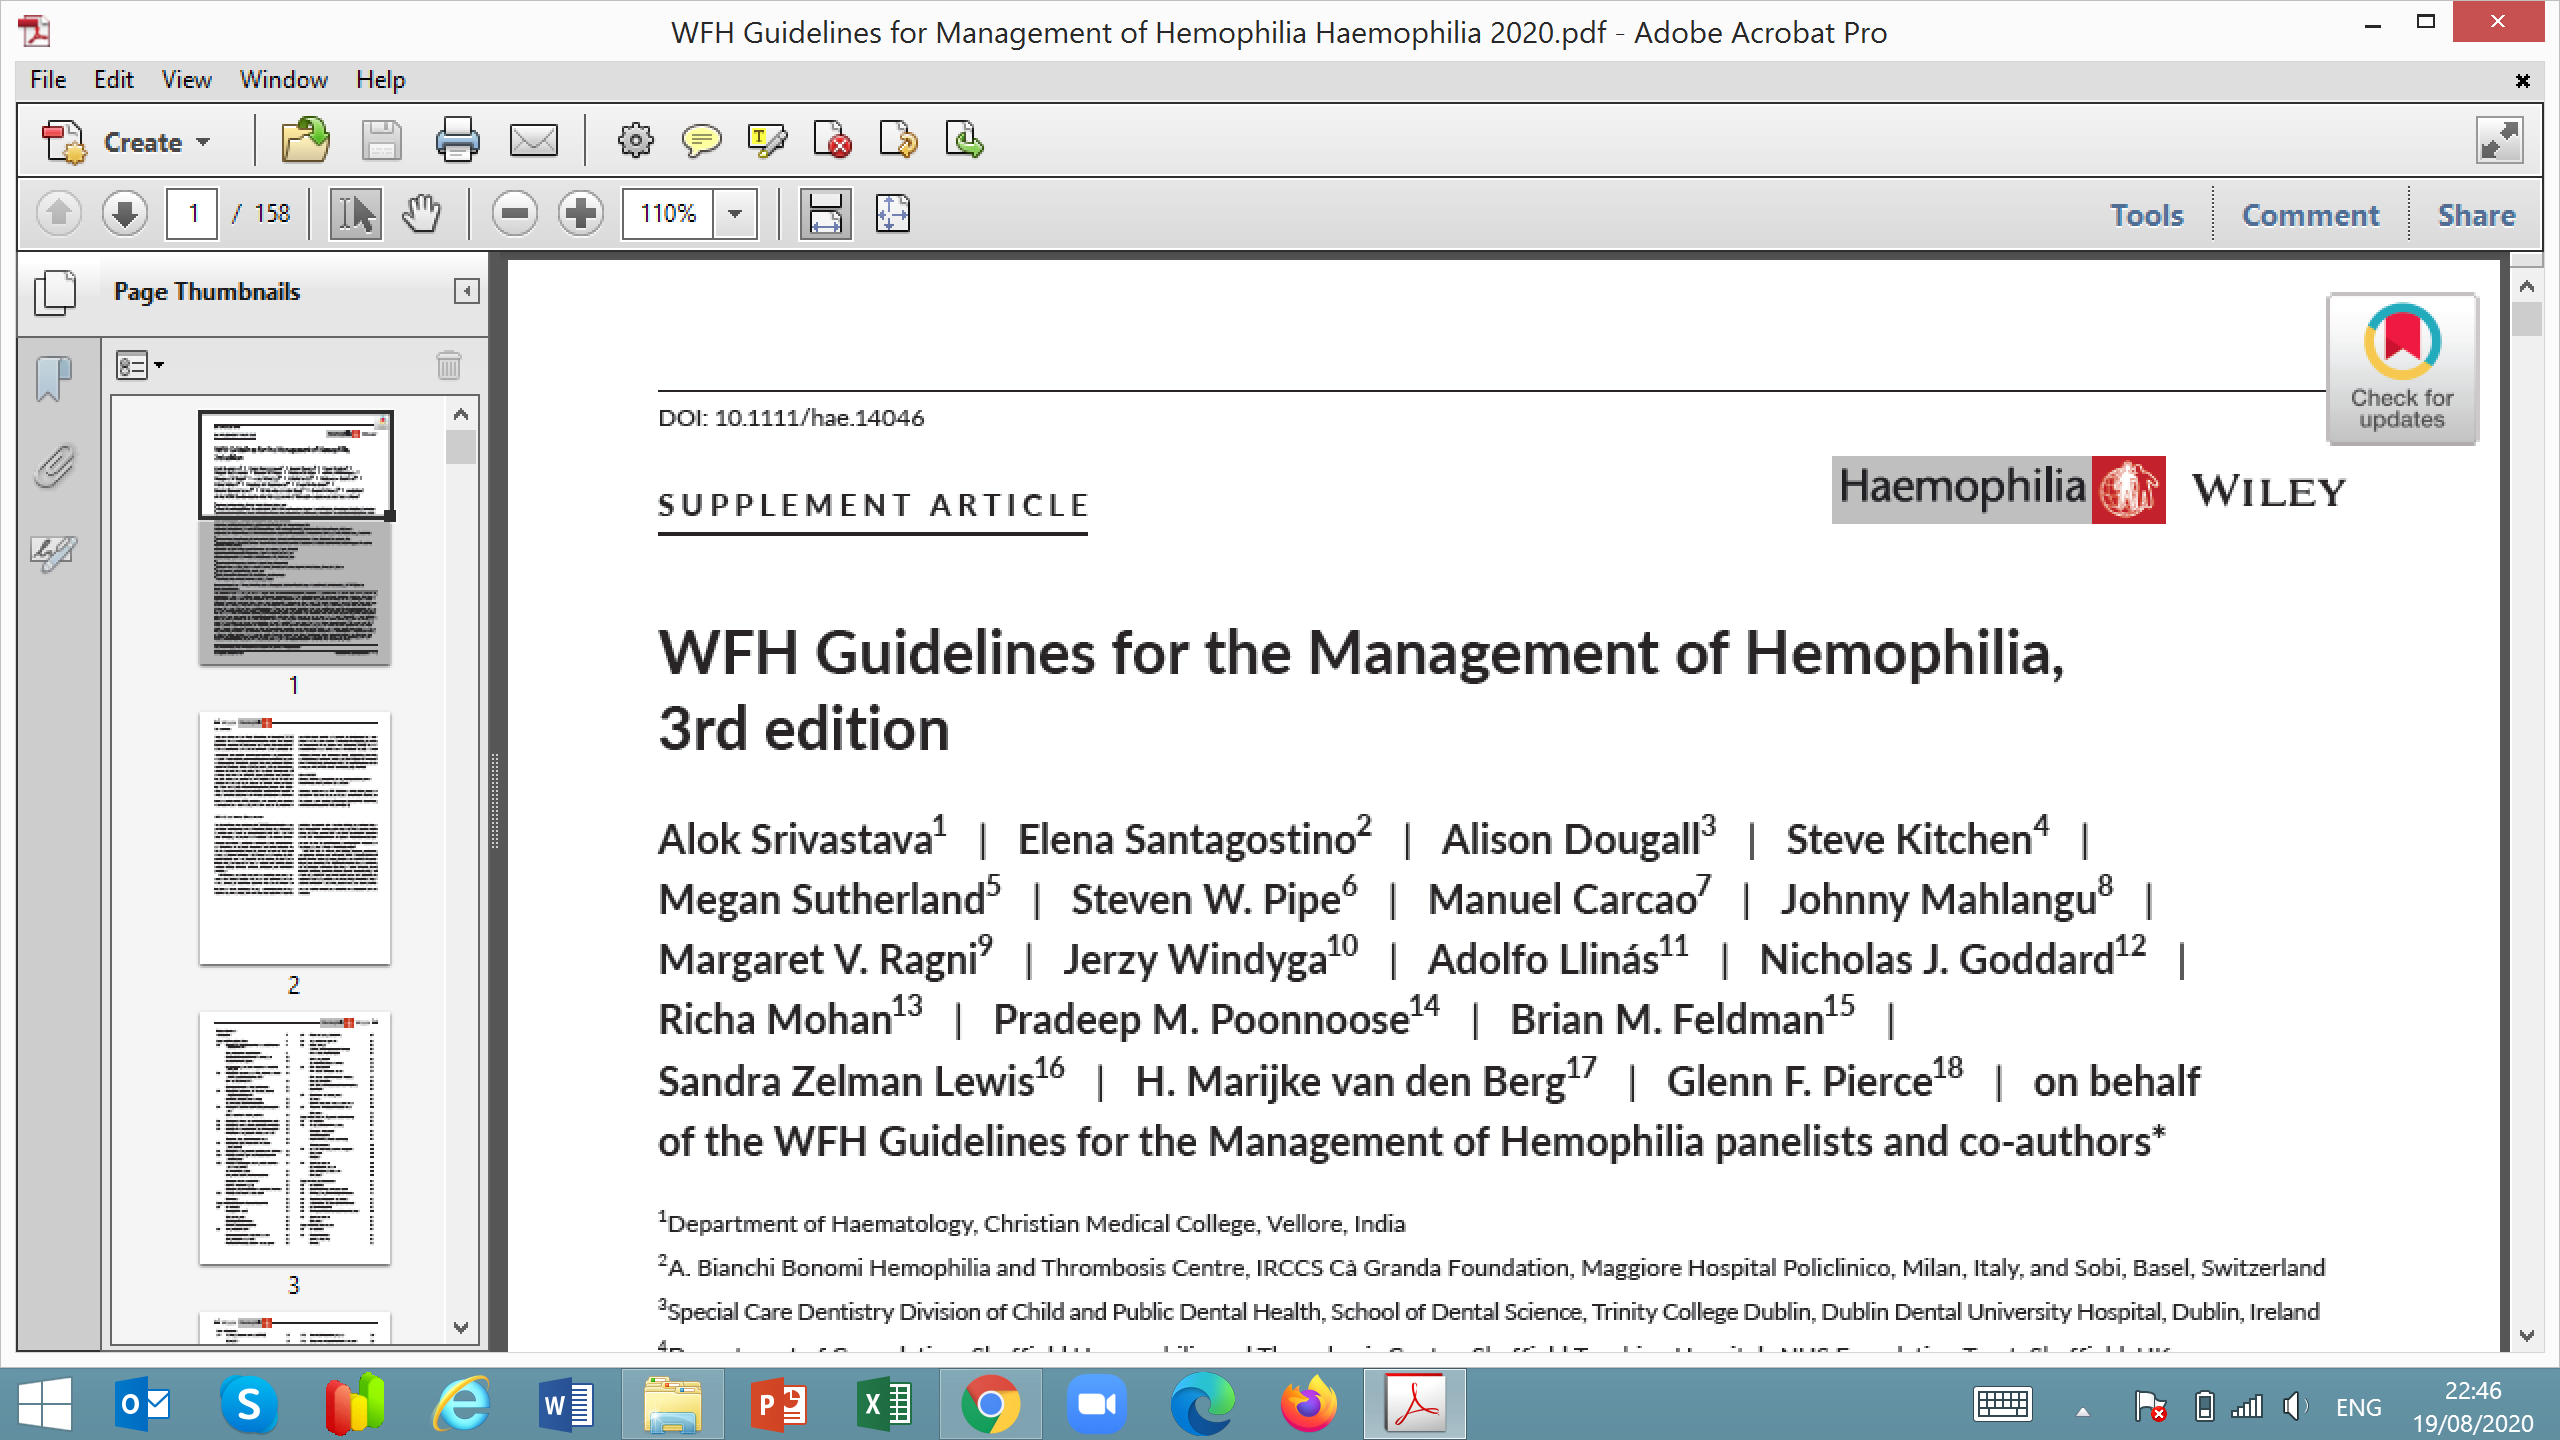 WFH Guidelines for Management of Hemophilia Haemophilia 2020.pdf - Adobe Acrobat Pro
File Edit View Window Help
Create
1 / 158 110% Tools Comment Share
Page Thumbnails
1
2
3
Check for
updates
DOI: 10.1111/hae.14046
SUPPLEMENT ARTICLE
Haemophilia WILEY
WFH Guidelines for the Management of Hemophilia,
3rd edition
Alok Srivastava1 | Elena Santagostino2 | Alison Dougall3 | Steve Kitchen4 |
Megan Sutherland5 | Steven W. Pipe6 | Manuel Carcao7 | Johnny Mahlangu8 |
Margaret V. Ragni9 | Jerzy Windyga10 | Adolfo Llinás11 | Nicholas J. Goddard12 |
Richa Mohan13 | Pradeep M. Poonnoose14 | Brian M. Feldman15 |
Sandra Zelman Lewis16 | H. Marijke van den Berg17 | Glenn F. Pierce18 | on behalf
of the WFH Guidelines for the Management of Hemophilia panelists and co-authors*
1Department of Haematology, Christian Medical College, Vellore, India
2A. Bianchi Bonomi Hemophilia and Thrombosis Centre, IRCCS Cà Granda Foundation, Maggiore Hospital Policlinico, Milan, Italy, and Sobi, Basel, Switzerland
3Special Care Dentistry Division of Child and Public Dental Health, School of Dental Science, Trinity College Dublin, Dublin Dental University Hospital, Dublin, Ireland
ENG
22:46
19/08/2020